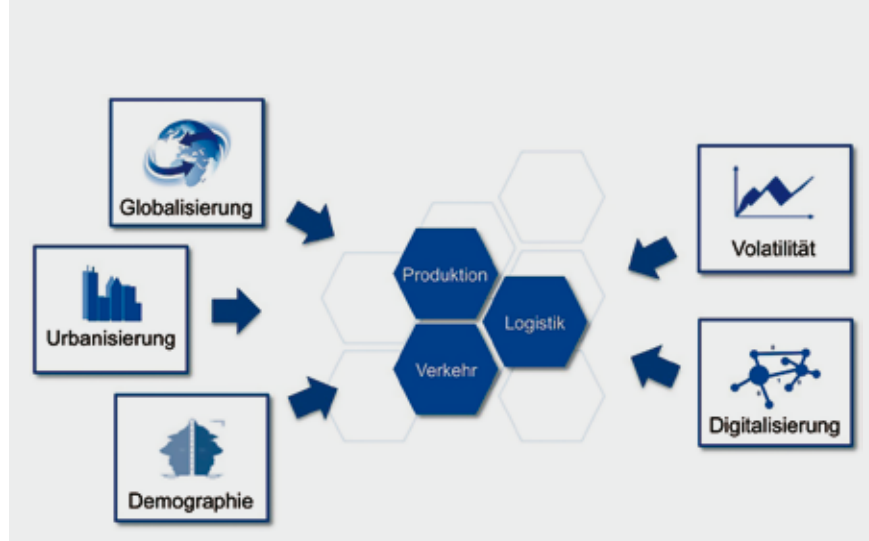 Globalisierung
Urbanisierung
Demographie
Produktion
Logistik
Verkehr
Volatilität
Digitalisierung